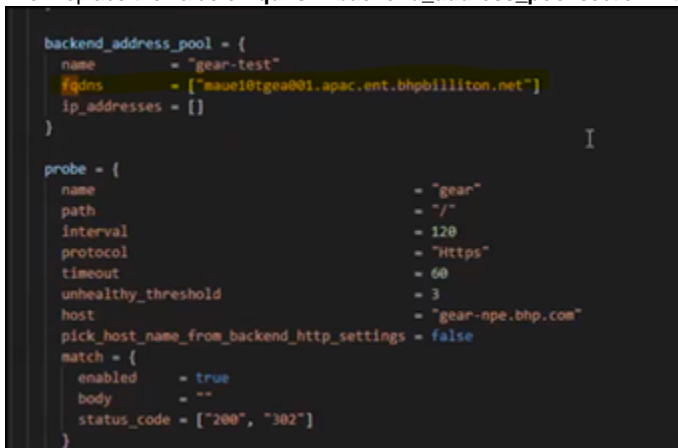 backend_address_pool = {
name = "gear-test"
fqdns = ["maue10tgea001.apac.ent.bhpbilliton.net"]
ip_addresses = []
}
probe = {
name = "gear"
path = "/"
interval = 120
protocol = "Https"
timeout = 60
unhealthy_threshold = 3
host = "gear-npe.bhp.com"
pick_host_name_from_backend_http_settings = false
match = {
enabled = true
body = ""
status_code = ["200", "302"]
}